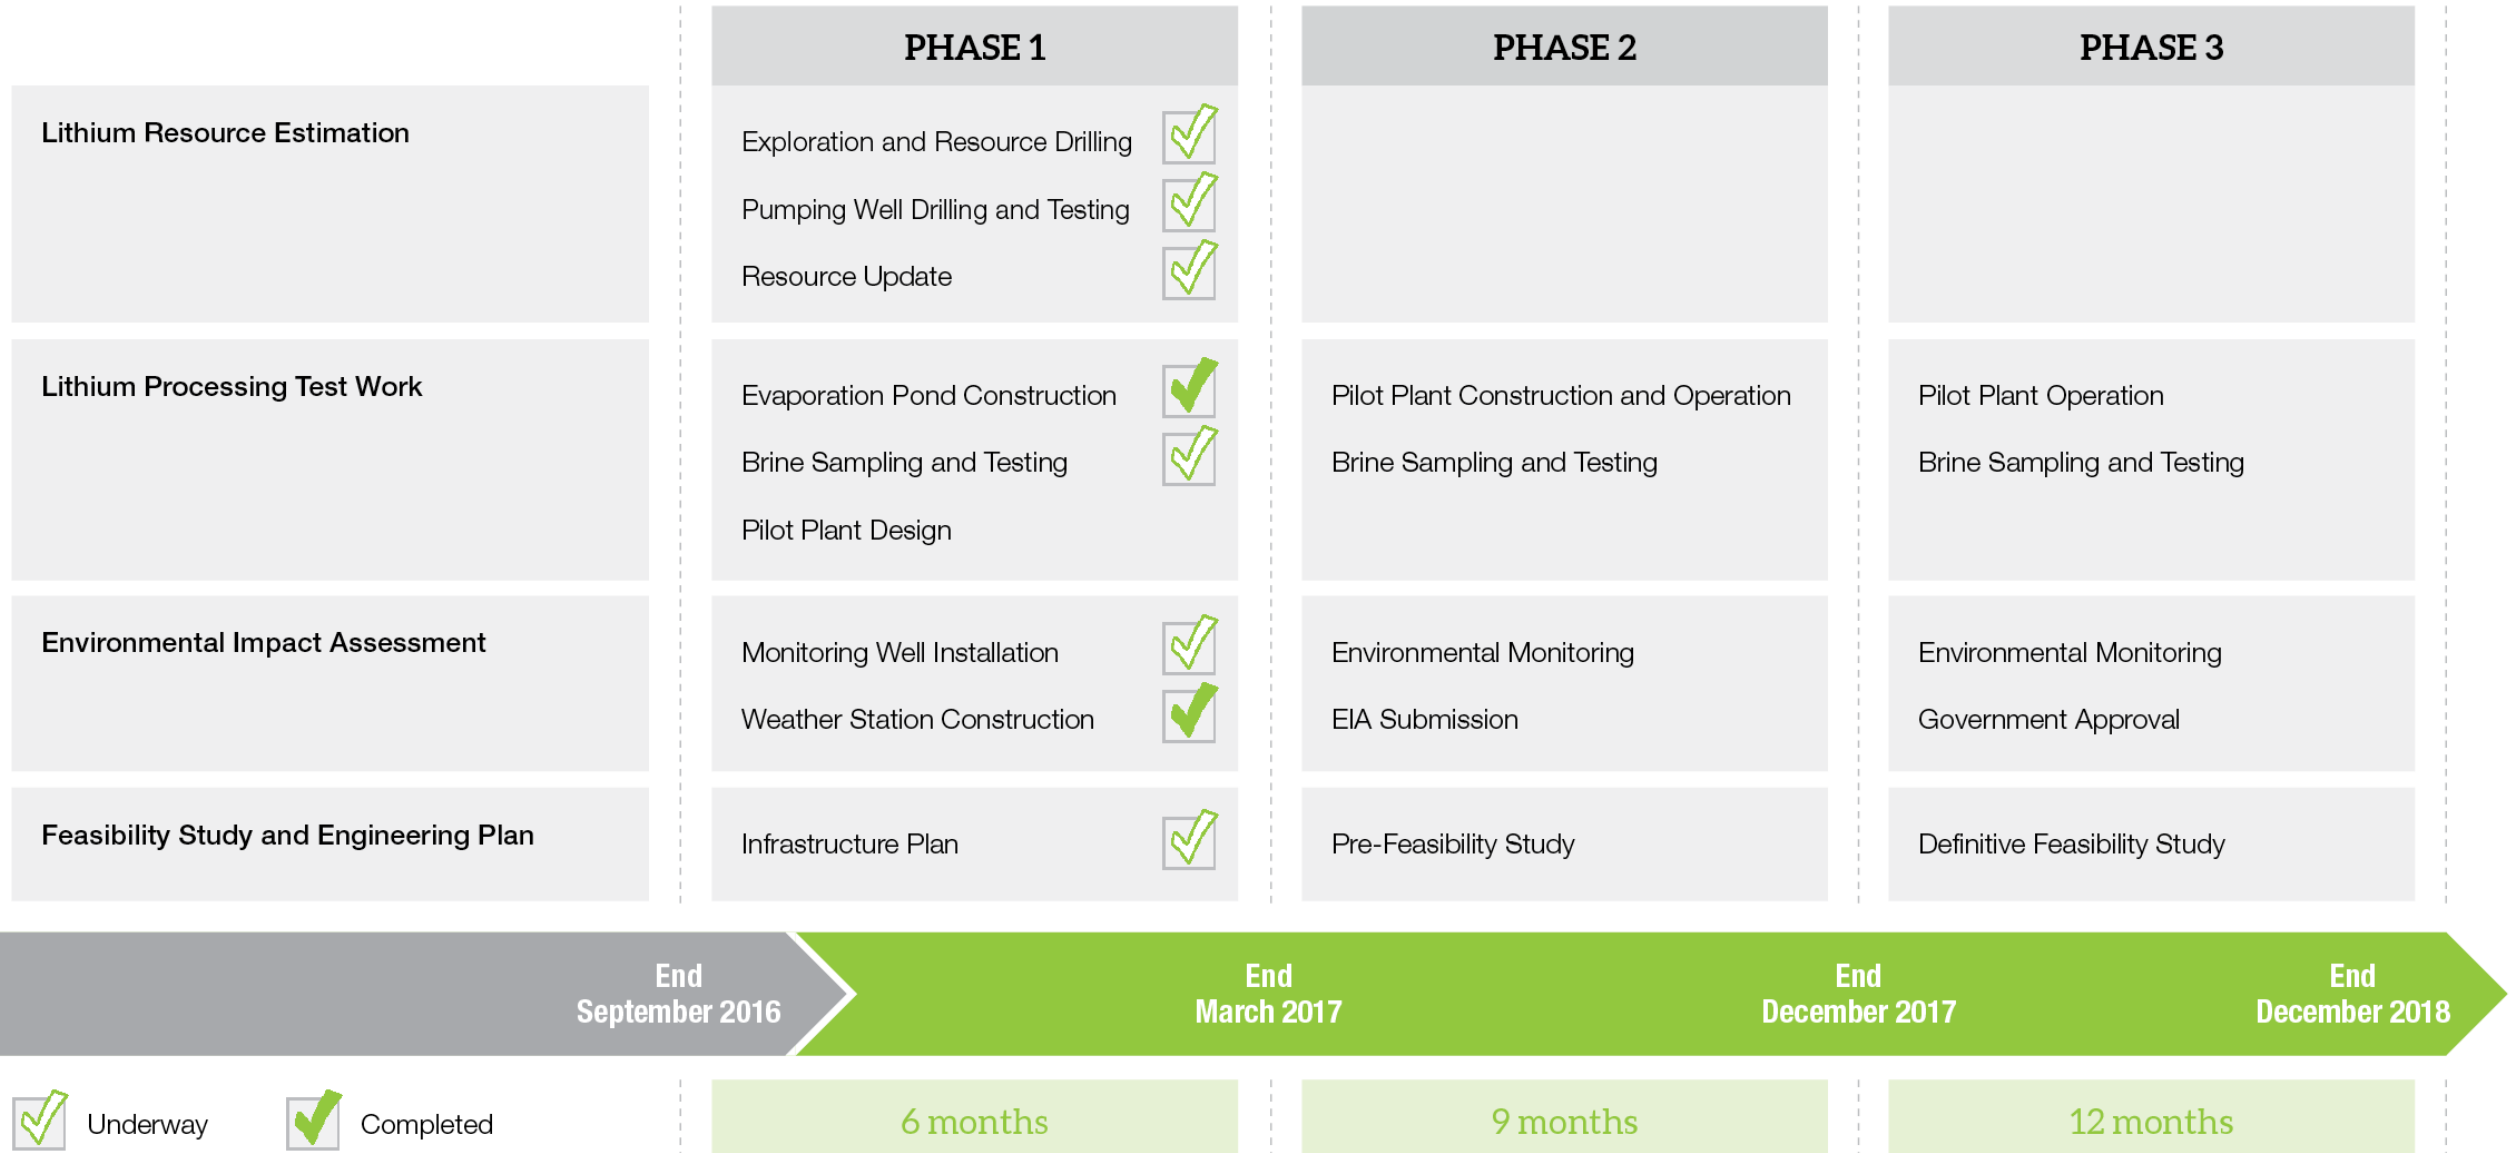 PHASE 1
PHASE 2
PHASE 3
Lithium Resource Estimation
Exploration and Resource Drilling
Pumping Well Drilling and Testing
Resource Update
Lithium Processing Test Work
Evaporation Pond Construction
Brine Sampling and Testing
Pilot Plant Design
Pilot Plant Construction and Operation
Brine Sampling and Testing
Pilot Plant Operation
Brine Sampling and Testing
Environmental Impact Assessment
Monitoring Well Installation
Weather Station Construction
Environmental Monitoring
EIA Submission
Environmental Monitoring
Government Approval
Feasibility Study and Engineering Plan
Infrastructure Plan
Pre-Feasibility Study
Definitive Feasibility Study
End
September 2016
End
March 2017
End
December 2017
End
December 2018
Underway
Completed
6 months
9 months
12 months